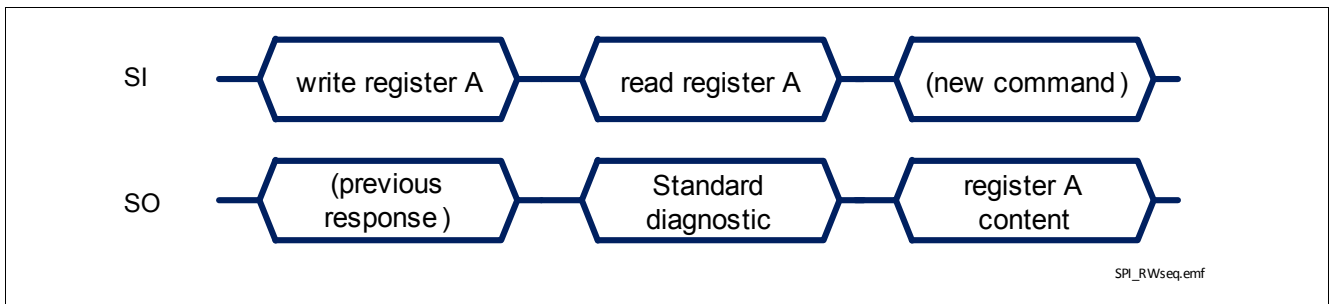 SI
write register A
read register A
(new command)
SO
(previous
response)
Standard
diagnostic
register A
content
SPI_RWseq.emf